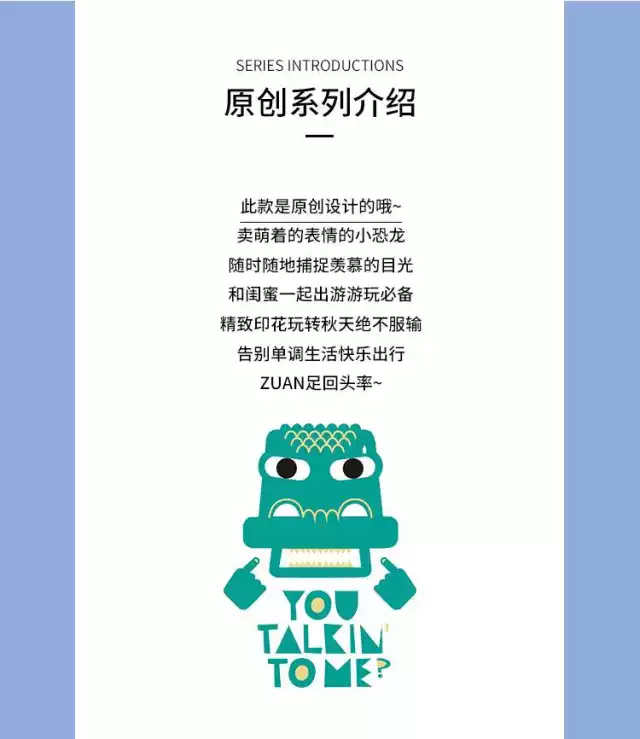 SERIES INTRODUCTIONS
原创系列介绍
此款是原创设计的哦~
卖萌着的表情的小恐龙
随时随地捕捉羡慕的目光
和闺蜜一起出游游玩必备
精致印花玩转秋天绝不服输
告别单调生活快乐出行
ZUAN足回头率~
YOU
TALKIN'
TO ME?